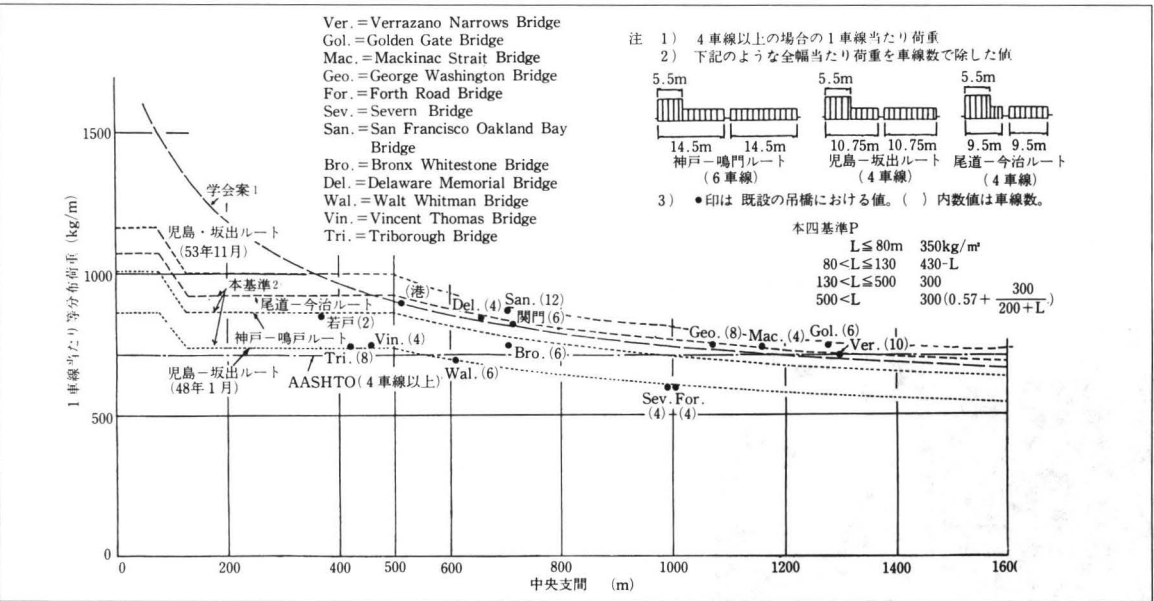 Ver.=Verrazano Narrows Bridge
Gol.=Golden Gate Bridge
Mac.=Mackinac Strait Bridge
Geo.=George Washington Bridge
For.=Forth Road Bridge
Sev.=Severn Bridge
San.=San Francisco Oakland Bay
Bridge
Bro.=Bronx Whitestone Bridge
Del.=Delaware Memorial Bridge
Wal.=Walt Whitman Bridge
Vin.=Vincent Thomas Bridge
Tri.=Triborough Bridge
注 1) 4車線以上の場合の1車線当たり荷重
2) 下記のような全幅当たり荷重を車線数で除した値
5.5m 5.5m 5.5m
14.5m 14.5m 10.75m 10.75m 9.5m 9.5m
神戸-鳴門ルート 児島-坂出ルート 尾道-今治ルート
(6車線) (4車線) (4車線)
3) ●印は 既設の吊橋における値。( )内数値は車線数。
本四基準P
L≦80m 350kg/m²
80<L≦130 430-L
130<L≦500 300
500<L 300(0.57+300/200+L)
1車線当たり等分布荷重 (kg/m)
1500
1000
500
0
学会案1
児島・坂出ルート
(53年11月)
本基準2)
尾道-今治ルート
若戸(2)
神戸-鳴戸ルート
児島-坂出ルート
(48年1月)
Tri.(8)
Vin.(4)
AASHTO(4車線以上)
(港)
Del.(4)
San.(12)
関門(6)
Bro.(6)
Wal.(6)
Geo.(8)
Mac.(4)
Gol.(6)
Ver.(10)
Sev.For.
(4) (4)
0 200 400 500 600 800 1000 1200 1400 1600
中央支間 (m)